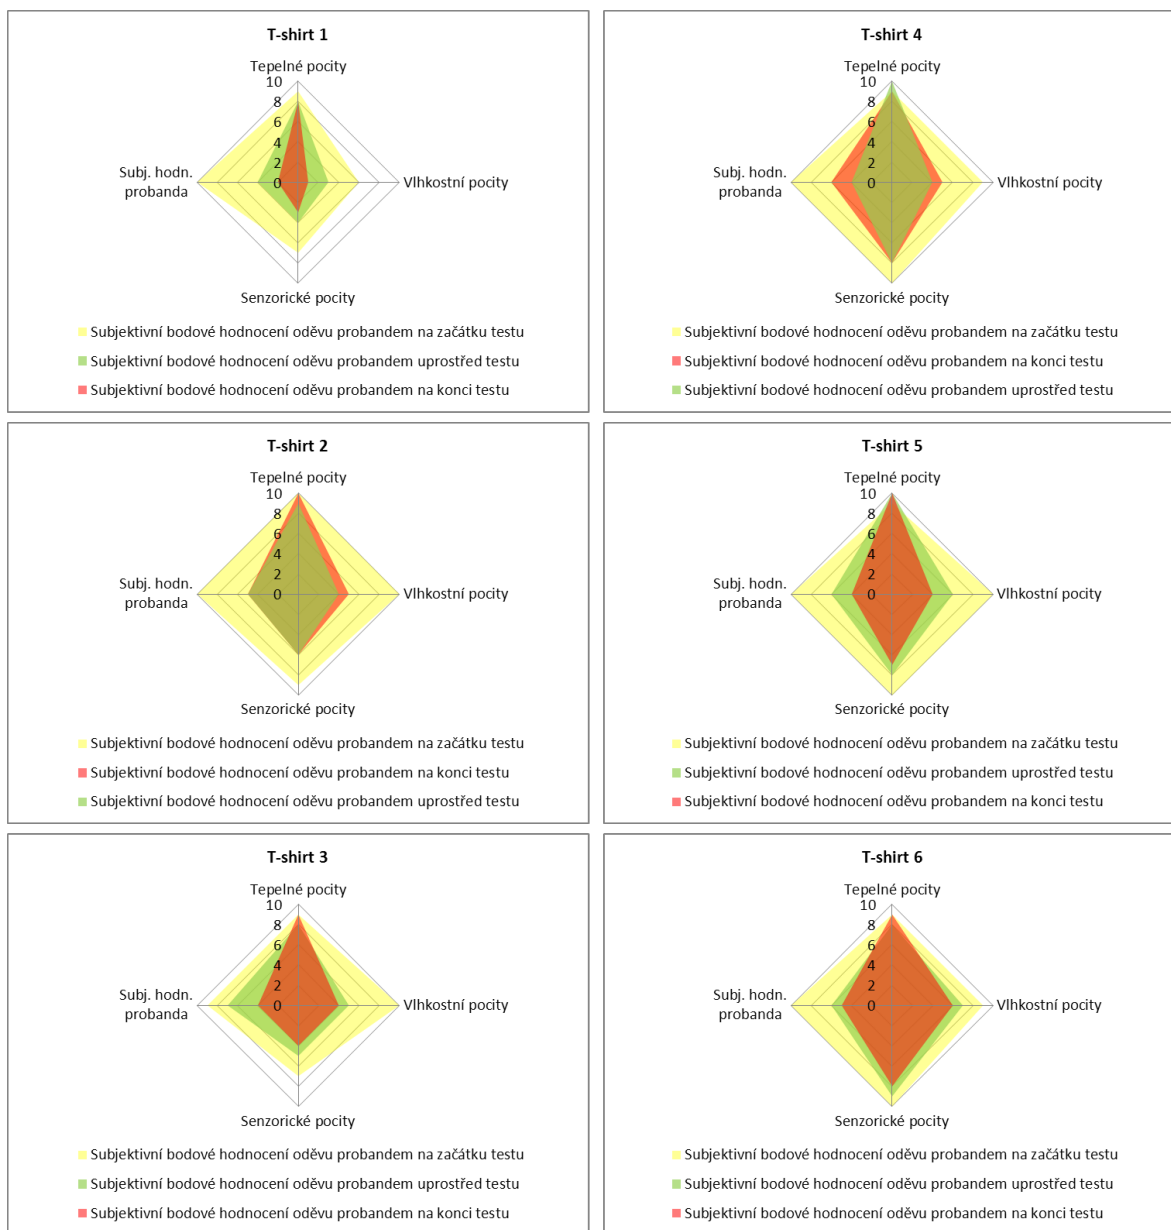 T-shirt 1
Tepelné pocity
10
8
6
4
2
0
Subj. hodn.
probanda
Vlhkostní pocity
Senzorické pocity
Subjektivní bodové hodnocení oděvu probandem na začátku testu
Subjektivní bodové hodnocení oděvu probandem uprostřed testu
Subjektivní bodové hodnocení oděvu probandem na konci testu
T-shirt 4
Tepelné pocity
10
8
6
4
2
0
Subj. hodn.
probanda
Vlhkostní pocity
Senzorické pocity
Subjektivní bodové hodnocení oděvu probandem na začátku testu
Subjektivní bodové hodnocení oděvu probandem na konci testu
Subjektivní bodové hodnocení oděvu probandem uprostřed testu
T-shirt 2
Tepelné pocity
10
8
6
4
2
0
Subj. hodn.
probanda
Vlhkostní pocity
Senzorické pocity
Subjektivní bodové hodnocení oděvu probandem na začátku testu
Subjektivní bodové hodnocení oděvu probandem na konci testu
Subjektivní bodové hodnocení oděvu probandem uprostřed testu
T-shirt 5
Tepelné pocity
10
8
6
4
2
0
Subj. hodn.
probanda
Vlhkostní pocity
Senzorické pocity
Subjektivní bodové hodnocení oděvu probandem na začátku testu
Subjektivní bodové hodnocení oděvu probandem uprostřed testu
Subjektivní bodové hodnocení oděvu probandem na konci testu
T-shirt 3
Tepelné pocity
10
8
6
4
2
0
Subj. hodn.
probanda
Vlhkostní pocity
Senzorické pocity
Subjektivní bodové hodnocení oděvu probandem na začátku testu
Subjektivní bodové hodnocení oděvu probandem uprostřed testu
Subjektivní bodové hodnocení oděvu probandem na konci testu
T-shirt 6
Tepelné pocity
10
8
6
4
2
0
Subj. hodn.
probanda
Vlhkostní pocity
Senzorické pocity
Subjektivní bodové hodnocení oděvu probandem na začátku testu
Subjektivní bodové hodnocení oděvu probandem uprostřed testu
Subjektivní bodové hodnocení oděvu probandem na konci testu